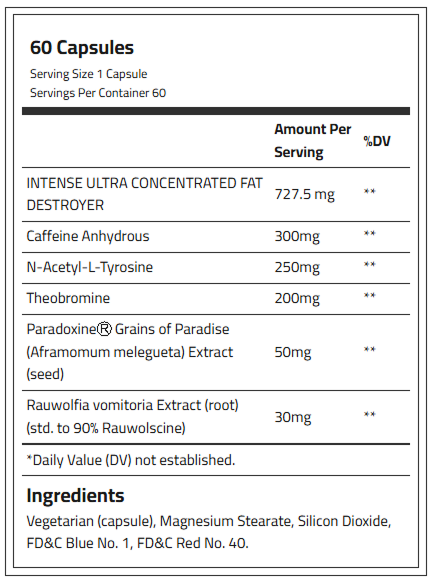 60 Capsules
Serving Size 1 Capsule
Servings Per Container 60
Amount Per
Serving
%DV
INTENSE ULTRA CONCENTRATED FAT
DESTROYER
727.5 mg
**
Caffeine Anhydrous
300mg
**
N-Acetyl-L-Tyrosine
250mg
**
Theobromine
200mg
**
Paradoxine® Grains of Paradise
(Aframomum melegueta) Extract
(seed)
50mg
**
Rauwolfia vomitoria Extract (root)
(std. to 90% Rauwolscine)
30mg
**
*Daily Value (DV) not established.
Ingredients
Vegetarian (capsule), Magnesium Stearate, Silicon Dioxide,
FD&C Blue No. 1, FD&C Red No. 40.